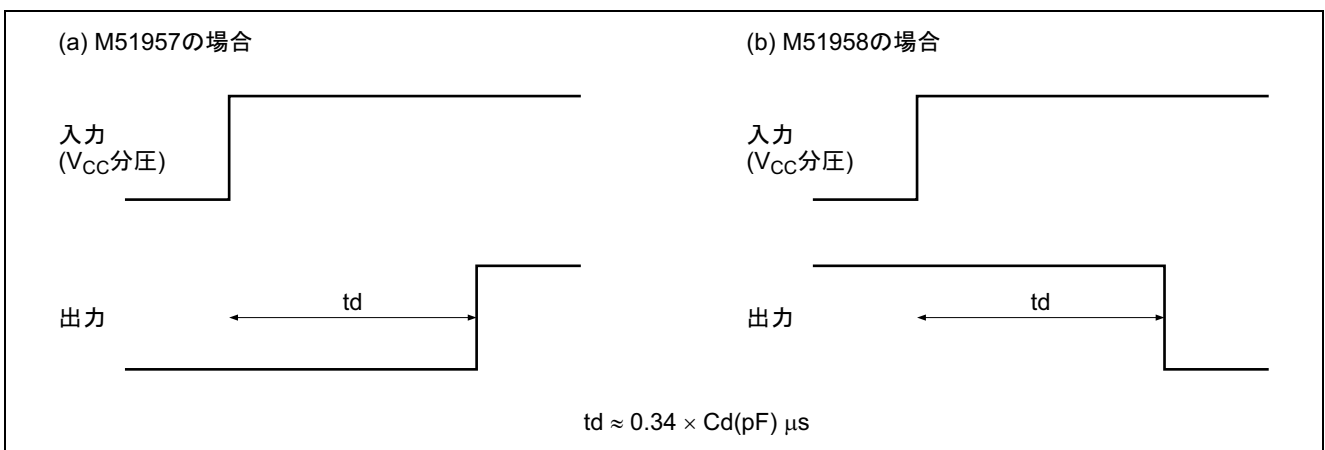 (a) M51957の場合
(b) M51958の場合
入力
(VCC分圧)
入力
(VCC分圧)
出力
td
出力
td
td ≈ 0.34 × Cd(pF) μs